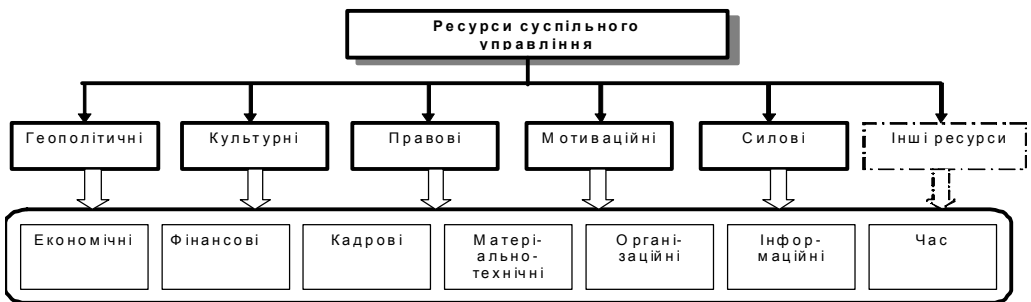 Ресурси суспільного
управління
Геополітичні
Культурні
Правові
Мотиваційні
Силові
Інші ресурси
Економічні
Фінансові
Кадрові
Матері-
ально-
технічні
Органі-
заційні
Інфор-
маційні
Час